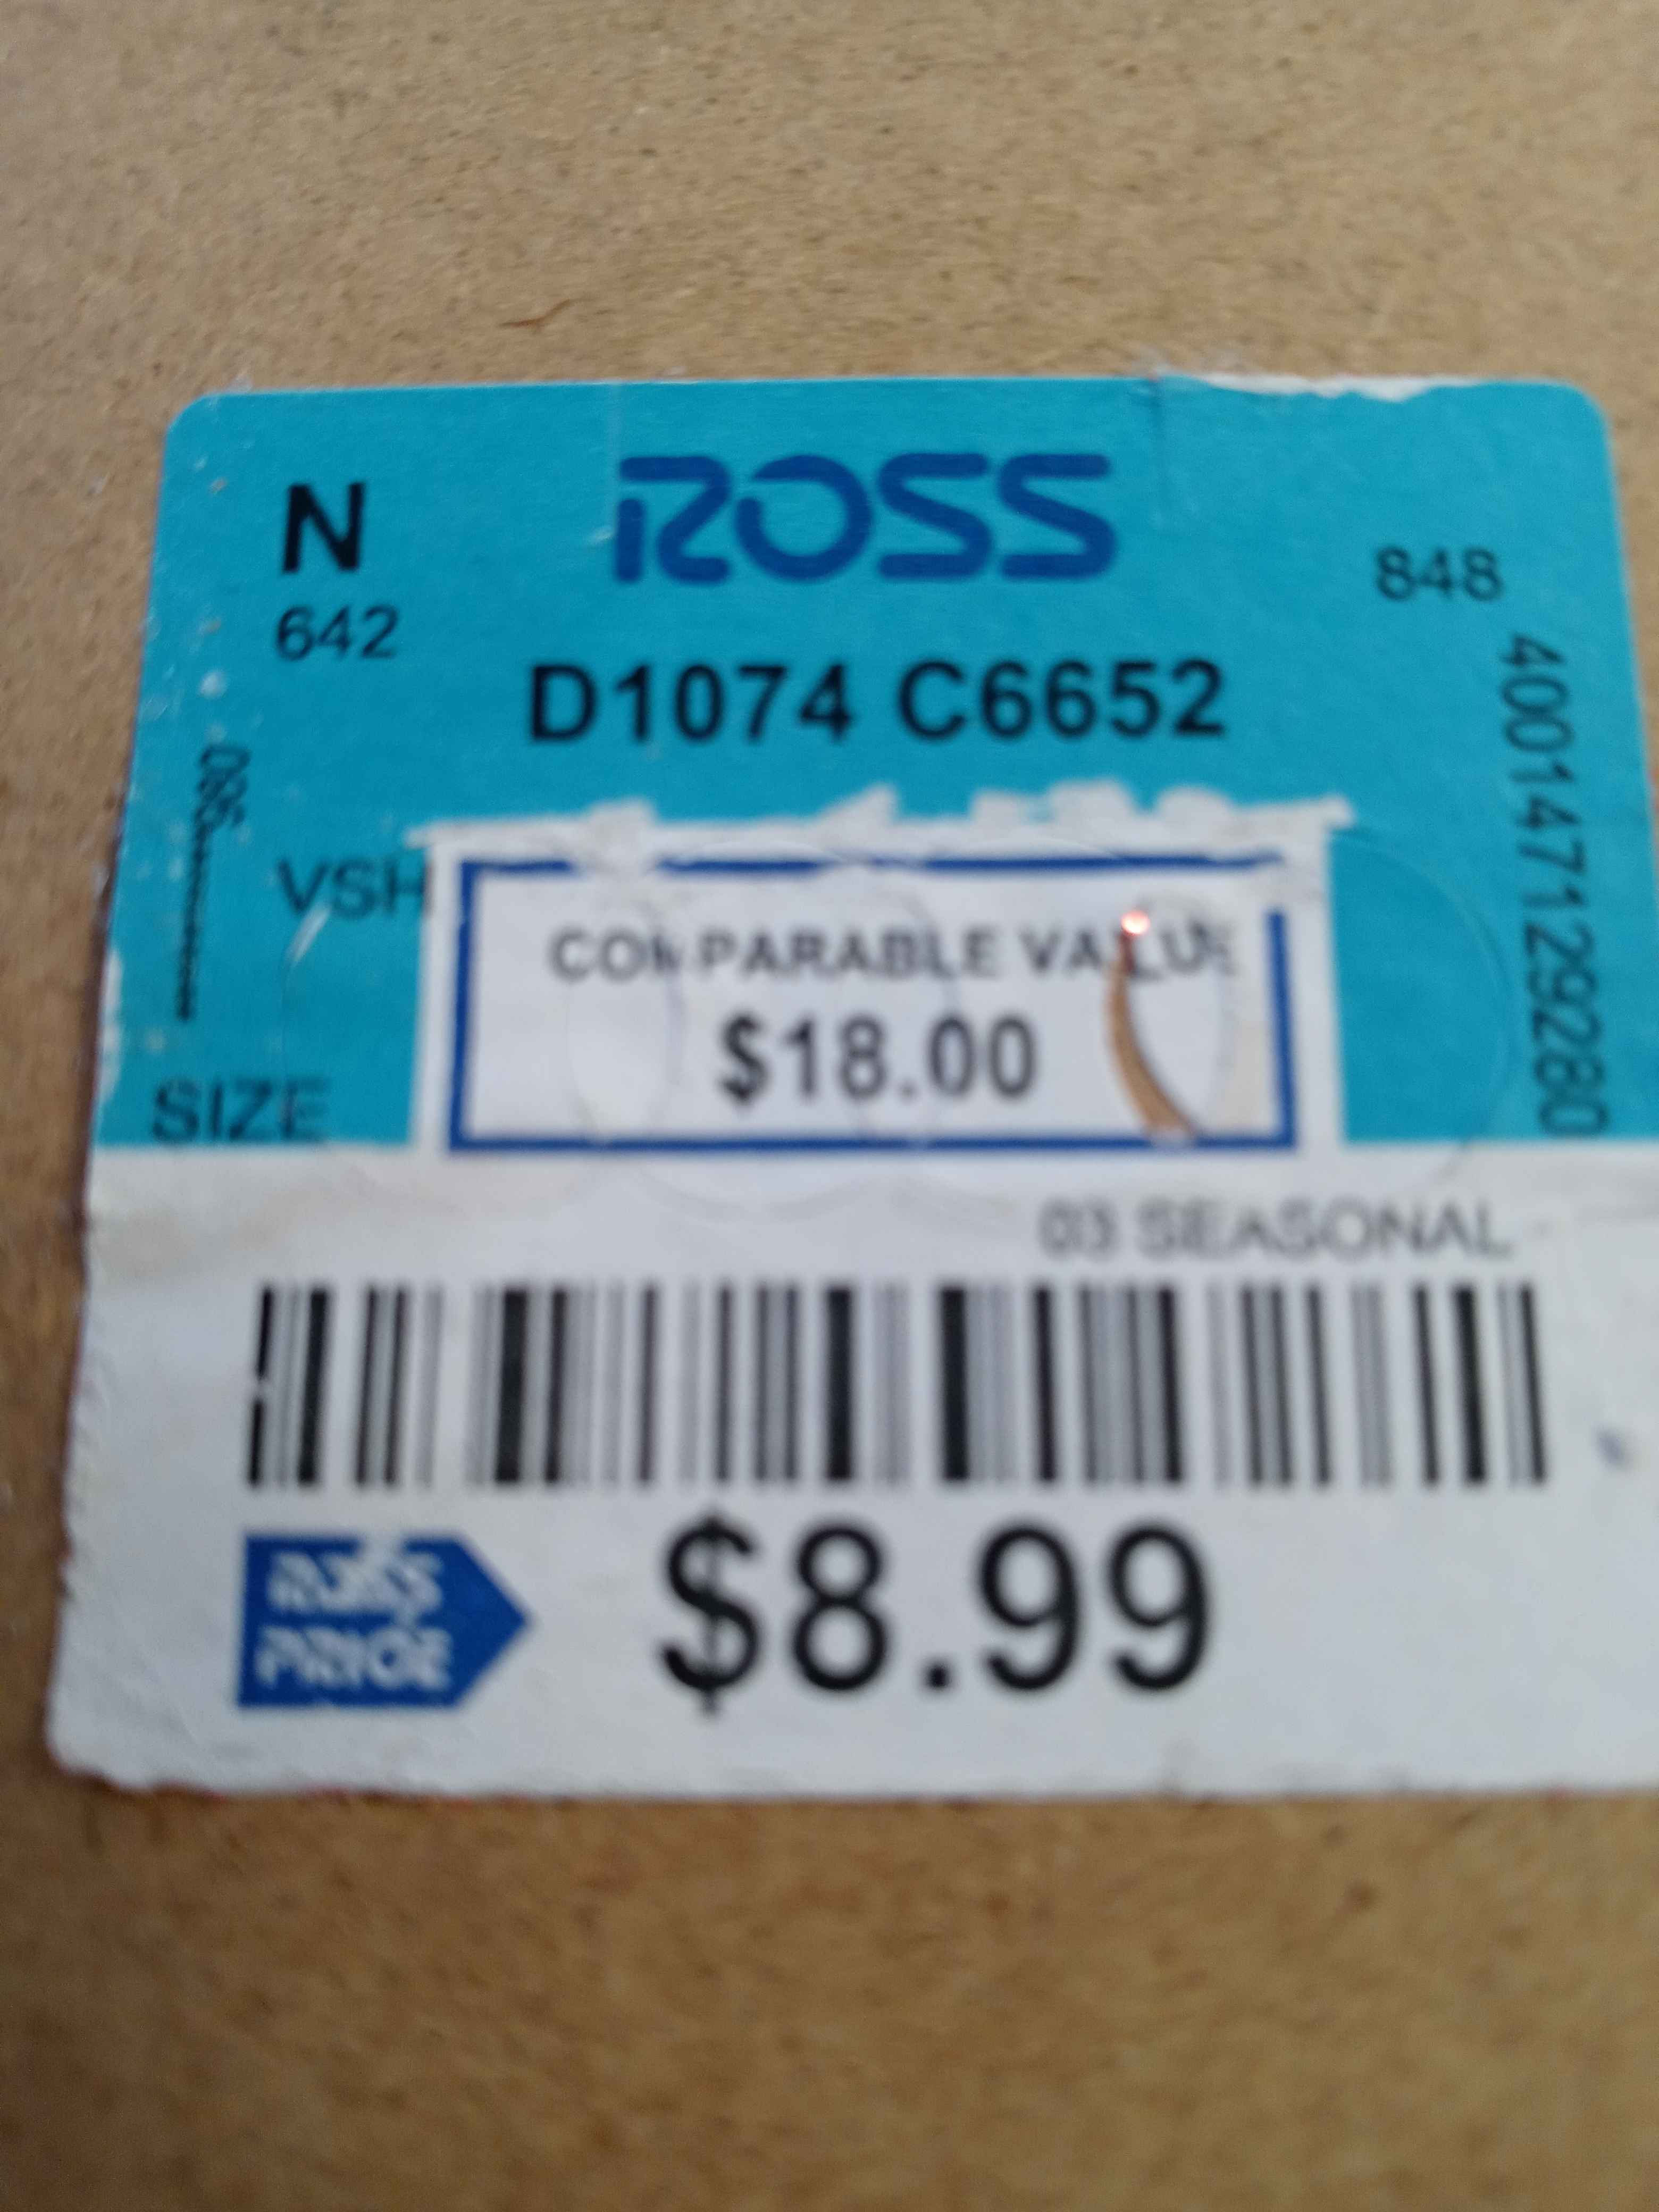 ROSS
N
848
642
D1074 C6652
400147129280
VSH
COMPARABLE VALUE
$18.00
SIZE
03 SEASONAL
ROSS
PRICE
$8.99